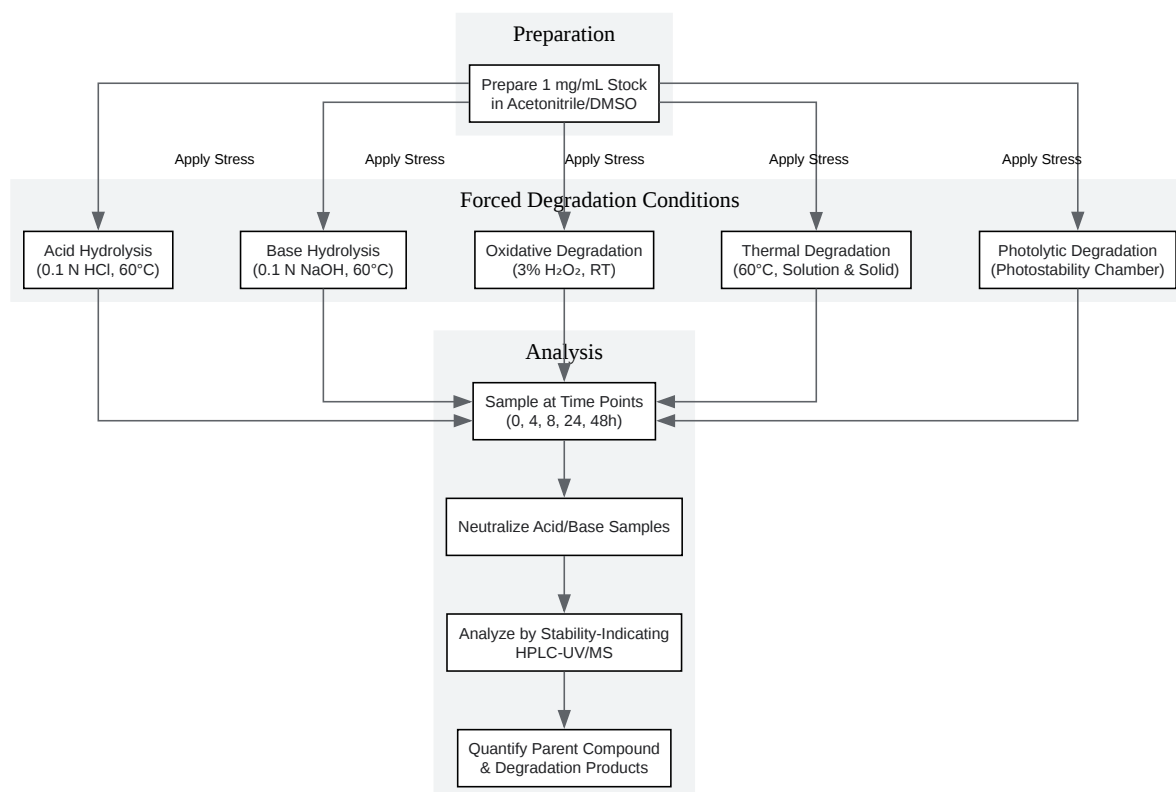 Preparation
Prepare 1 mg/mL Stock
in Acetonitrile/DMSO
Apply Stress
Apply Stress
Apply Stress
Apply Stress
Apply Stress
Forced Degradation Conditions
Acid Hydrolysis
(0.1 N HCl, 60°C)
Base Hydrolysis
(0.1 N NaOH, 60°C)
Oxidative Degradation
(3% H₂O₂, RT)
Thermal Degradation
(60°C, Solution & Solid)
Photolytic Degradation
(Photostability Chamber)
Analysis
Sample at Time Points
(0, 4, 8, 24, 48h)
Neutralize Acid/Base Samples
Analyze by Stability-Indicating
HPLC-UV/MS
Quantify Parent Compound
& Degradation Products